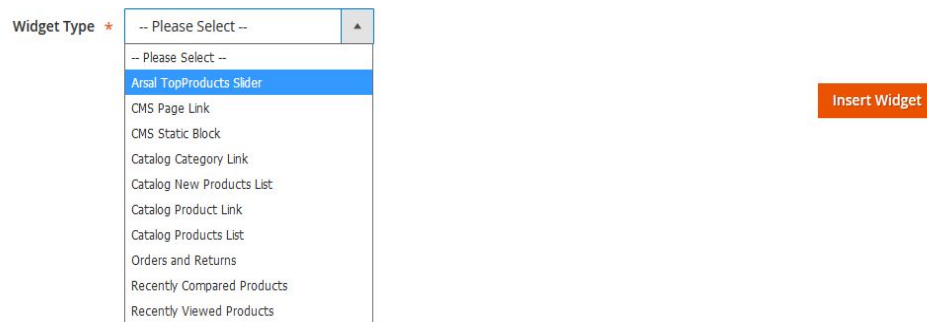 Widget Type * -- Please Select --
-- Please Select --
Arsal TopProducts Slider
Insert Widget
CMS Page Link
CMS Static Block
Catalog Category Link
Catalog New Products List
Catalog Product Link
Catalog Products List
Orders and Returns
Recently Compared Products
Recently Viewed Products